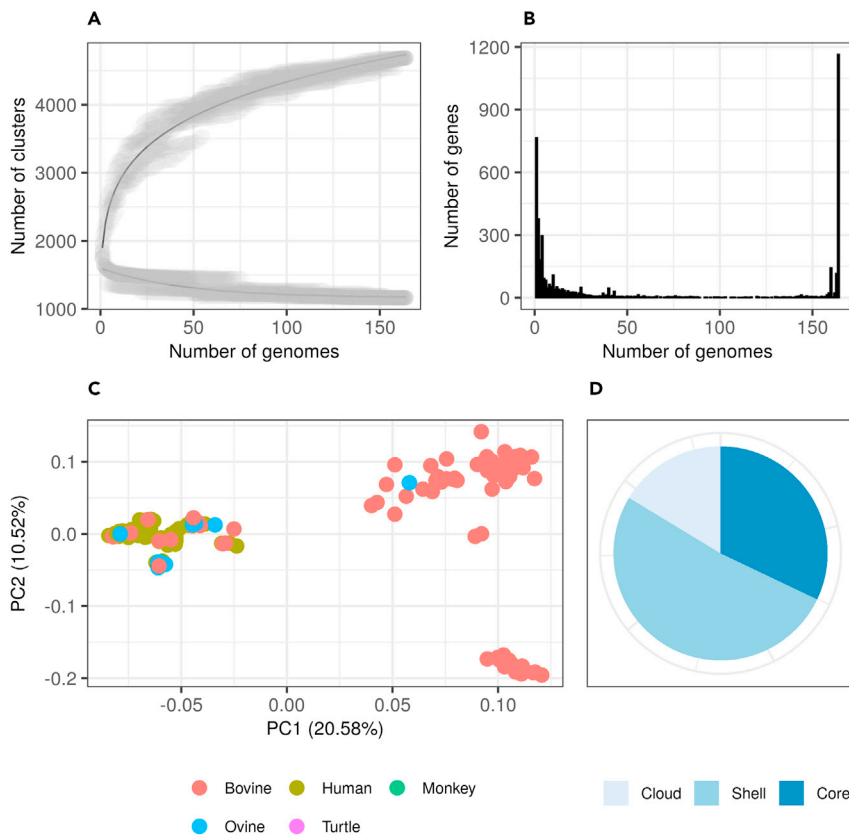 A
Number of clusters
4000
3000
2000
1000
0
50
100
150
Number of genomes
B
Number of genes
1200
900
600
300
0
0
50
100
150
Number of genomes
C
PC2 (10.52%)
0.1
0.0
-0.1
-0.2
-0.05
0.00
0.05
0.10
PC1 (20.58%)
D
Bovine
Human
Monkey
Ovine
Turtle
Cloud
Shell
Core